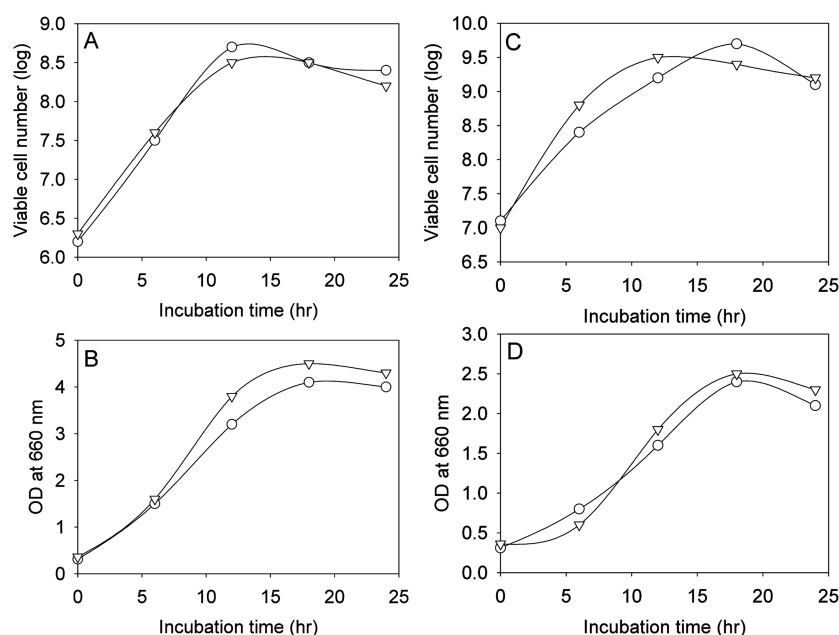 A
Viable cell number (log)
9.0
8.5
8.0
7.5
7.0
6.5
6.0
0 5 10 15 20 25
Incubation time (hr)
C
Viable cell number (log)
10.0
9.5
9.0
8.5
8.0
7.5
7.0
6.5
0 5 10 15 20 25
Incubation time (hr)
B
OD at 660 nm
5
4
3
2
1
0
0 5 10 15 20 25
Incubation time (hr)
D
OD at 660 nm
3.0
2.5
2.0
1.5
1.0
0.5
0.0
0 5 10 15 20 25
Incubation time (hr)